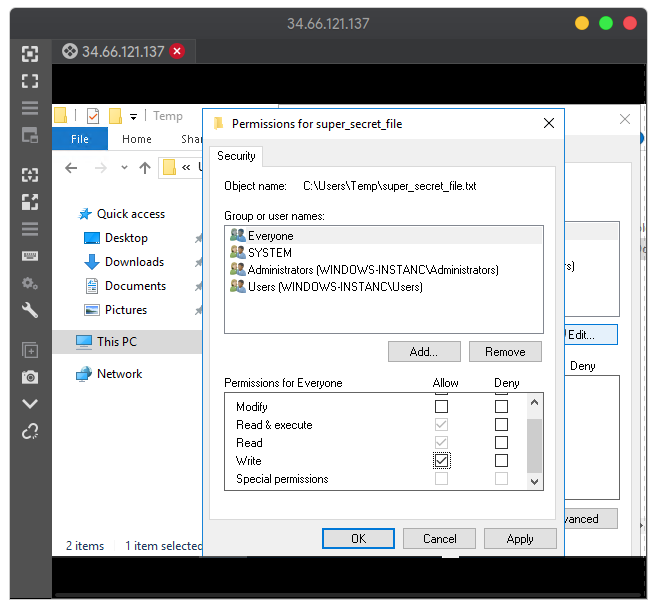 34.66.121.137
34.66.121.137
Temp
File
Home
Permissions for super_secret_file
Security
Object name: C:\Users\Temp\super_secret_file.txt
Group or user names:
Everyone
SYSTEM
Administrators (WINDOWS-INSTANC\Administrators)
Users (WINDOWS-INSTANC\Users)
Add...
Remove
Permissions for Everyone
Allow
Deny
Modify
Read & execute
Read
Write
Special permissions
OK
Cancel
Apply
Quick access
Desktop
Downloads
Documents
Pictures
This PC
Network
2 items
1 item selected
Edit...
Deny